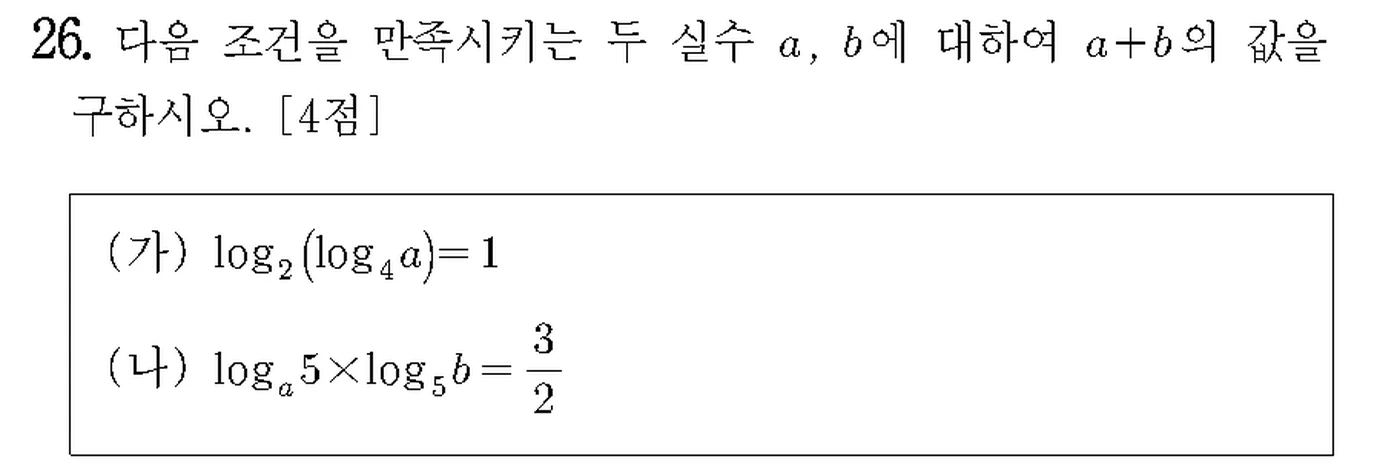 26. 다음 조건을 만족시키는 두 실수 a, b에 대하여 a+b의 값을
구하시오. [4점]
(가) log₂(log₄a)=1
(나) logₐ5×log₅b=3/2